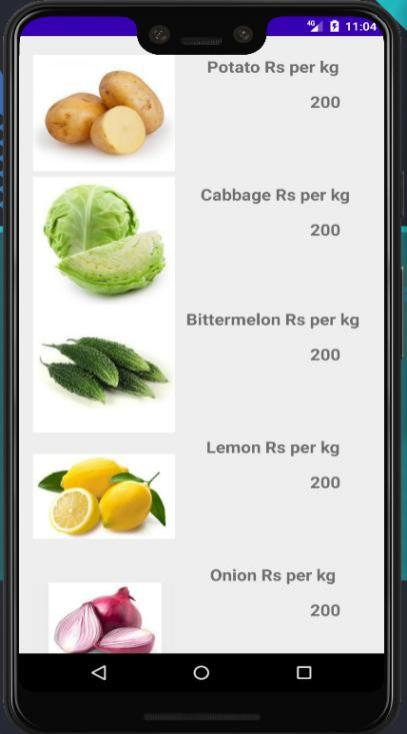 4G 11:04
Potato Rs per kg
200
Cabbage Rs per kg
200
Bittermelon Rs per kg
200
Lemon Rs per kg
200
Onion Rs per kg
200